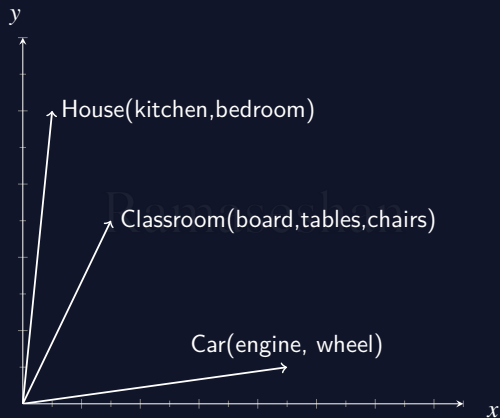 y
House(kitchen,bedroom)
Classroom(board,tables,chairs)
Car(engine, wheel)
x